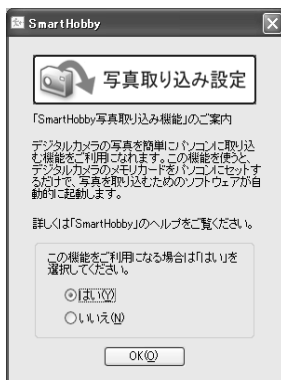 SmartHobby
写真取り込み設定
「SmartHobby写真取り込み機能」のご案内
デジタルカメラの写真を簡単にパソコンに取り込
む機能をご利用になれます。この機能を使うと、
デジタルカメラのメモリカードをパソコンにセットす
るだけで、写真を取り込むためのソフトウェアが自
動的に起動します。
詳しくは「SmartHobby」のヘルプをご覧ください。
この機能をご利用になる場合は「はい」を
選択してください。
はい(Y)
いいえ(N)
OK(O)